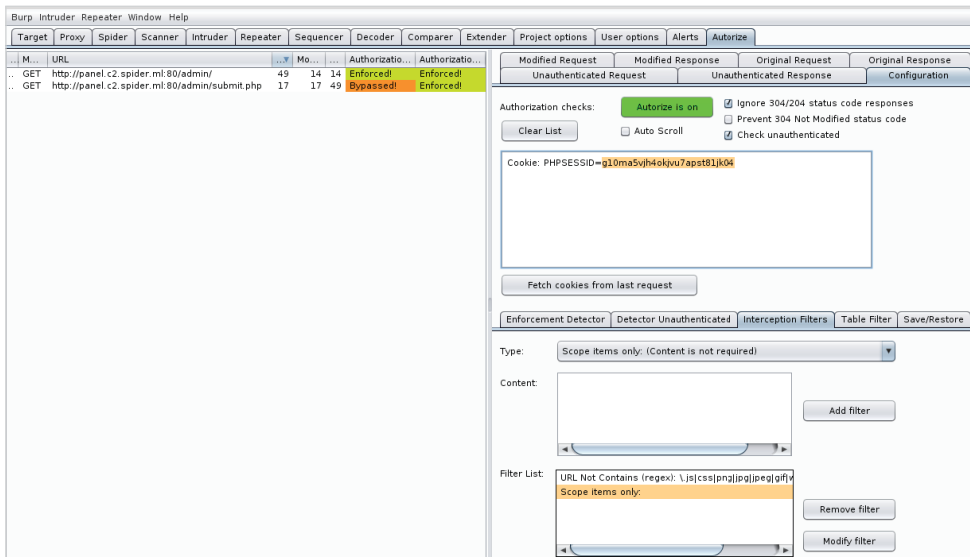 Burp Intruder Repeater Window Help
Target Proxy Spider Scanner Intruder Repeater Sequencer Decoder Comparer Extender Project options User options Alerts Autorize
... M... URL ... Mo... ... Authorizatio... Authorizatio...
.. GET http://panel.c2.spider.ml:80/admin/ 49 14 14 Enforced! Enforced!
.. GET http://panel.c2.spider.ml:80/admin/submit.php 17 17 49 Bypassed! Enforced!
Modified Request Modified Response Original Request Original Response
Unauthenticated Request Unauthenticated Response Configuration
Authorization checks: Autorize is on Ignore 304/204 status code responses
Prevent 304 Not Modified status code
Clear List Auto Scroll Check unauthenticated
Cookie: PHPSESSID=g10ma5vjh4okjvu7apst81jk04
Fetch cookies from last request
Enforcement Detector Detector Unauthenticated Interception Filters Table Filter Save/Restore
Type: Scope items only: (Content is not required)
Content:
Add filter
Filter List:
URL Not Contains (regex): \.js|css|png|jpg|jpeg|gif|w
Scope items only:
Remove filter
Modify filter